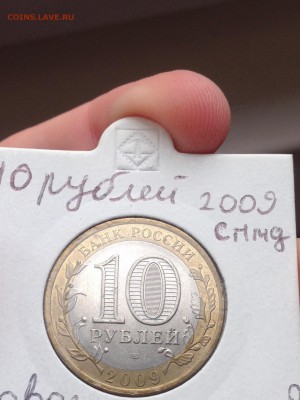 COINS.LAVE.RU
10 рублей 2009
СПМД
БАНК РОССИИ
10
РУБЛЕЙ
2009